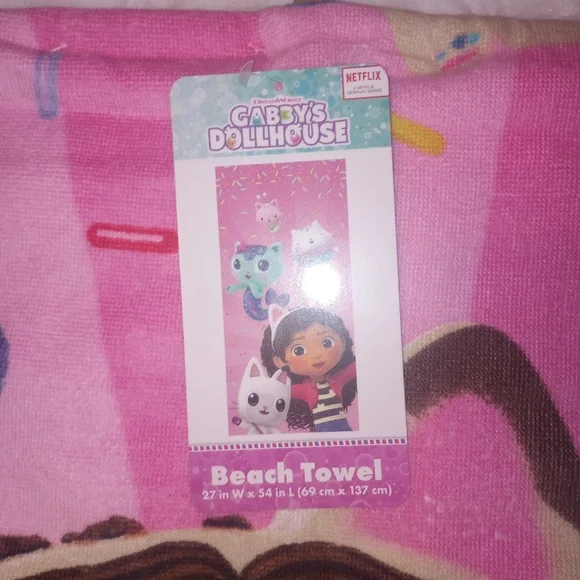 NETFLIX
DREAMWORKS
GABBY'S
DOLLHOUSE
Beach Towel
27 in W x 54 in L (69 cm x 137 cm)